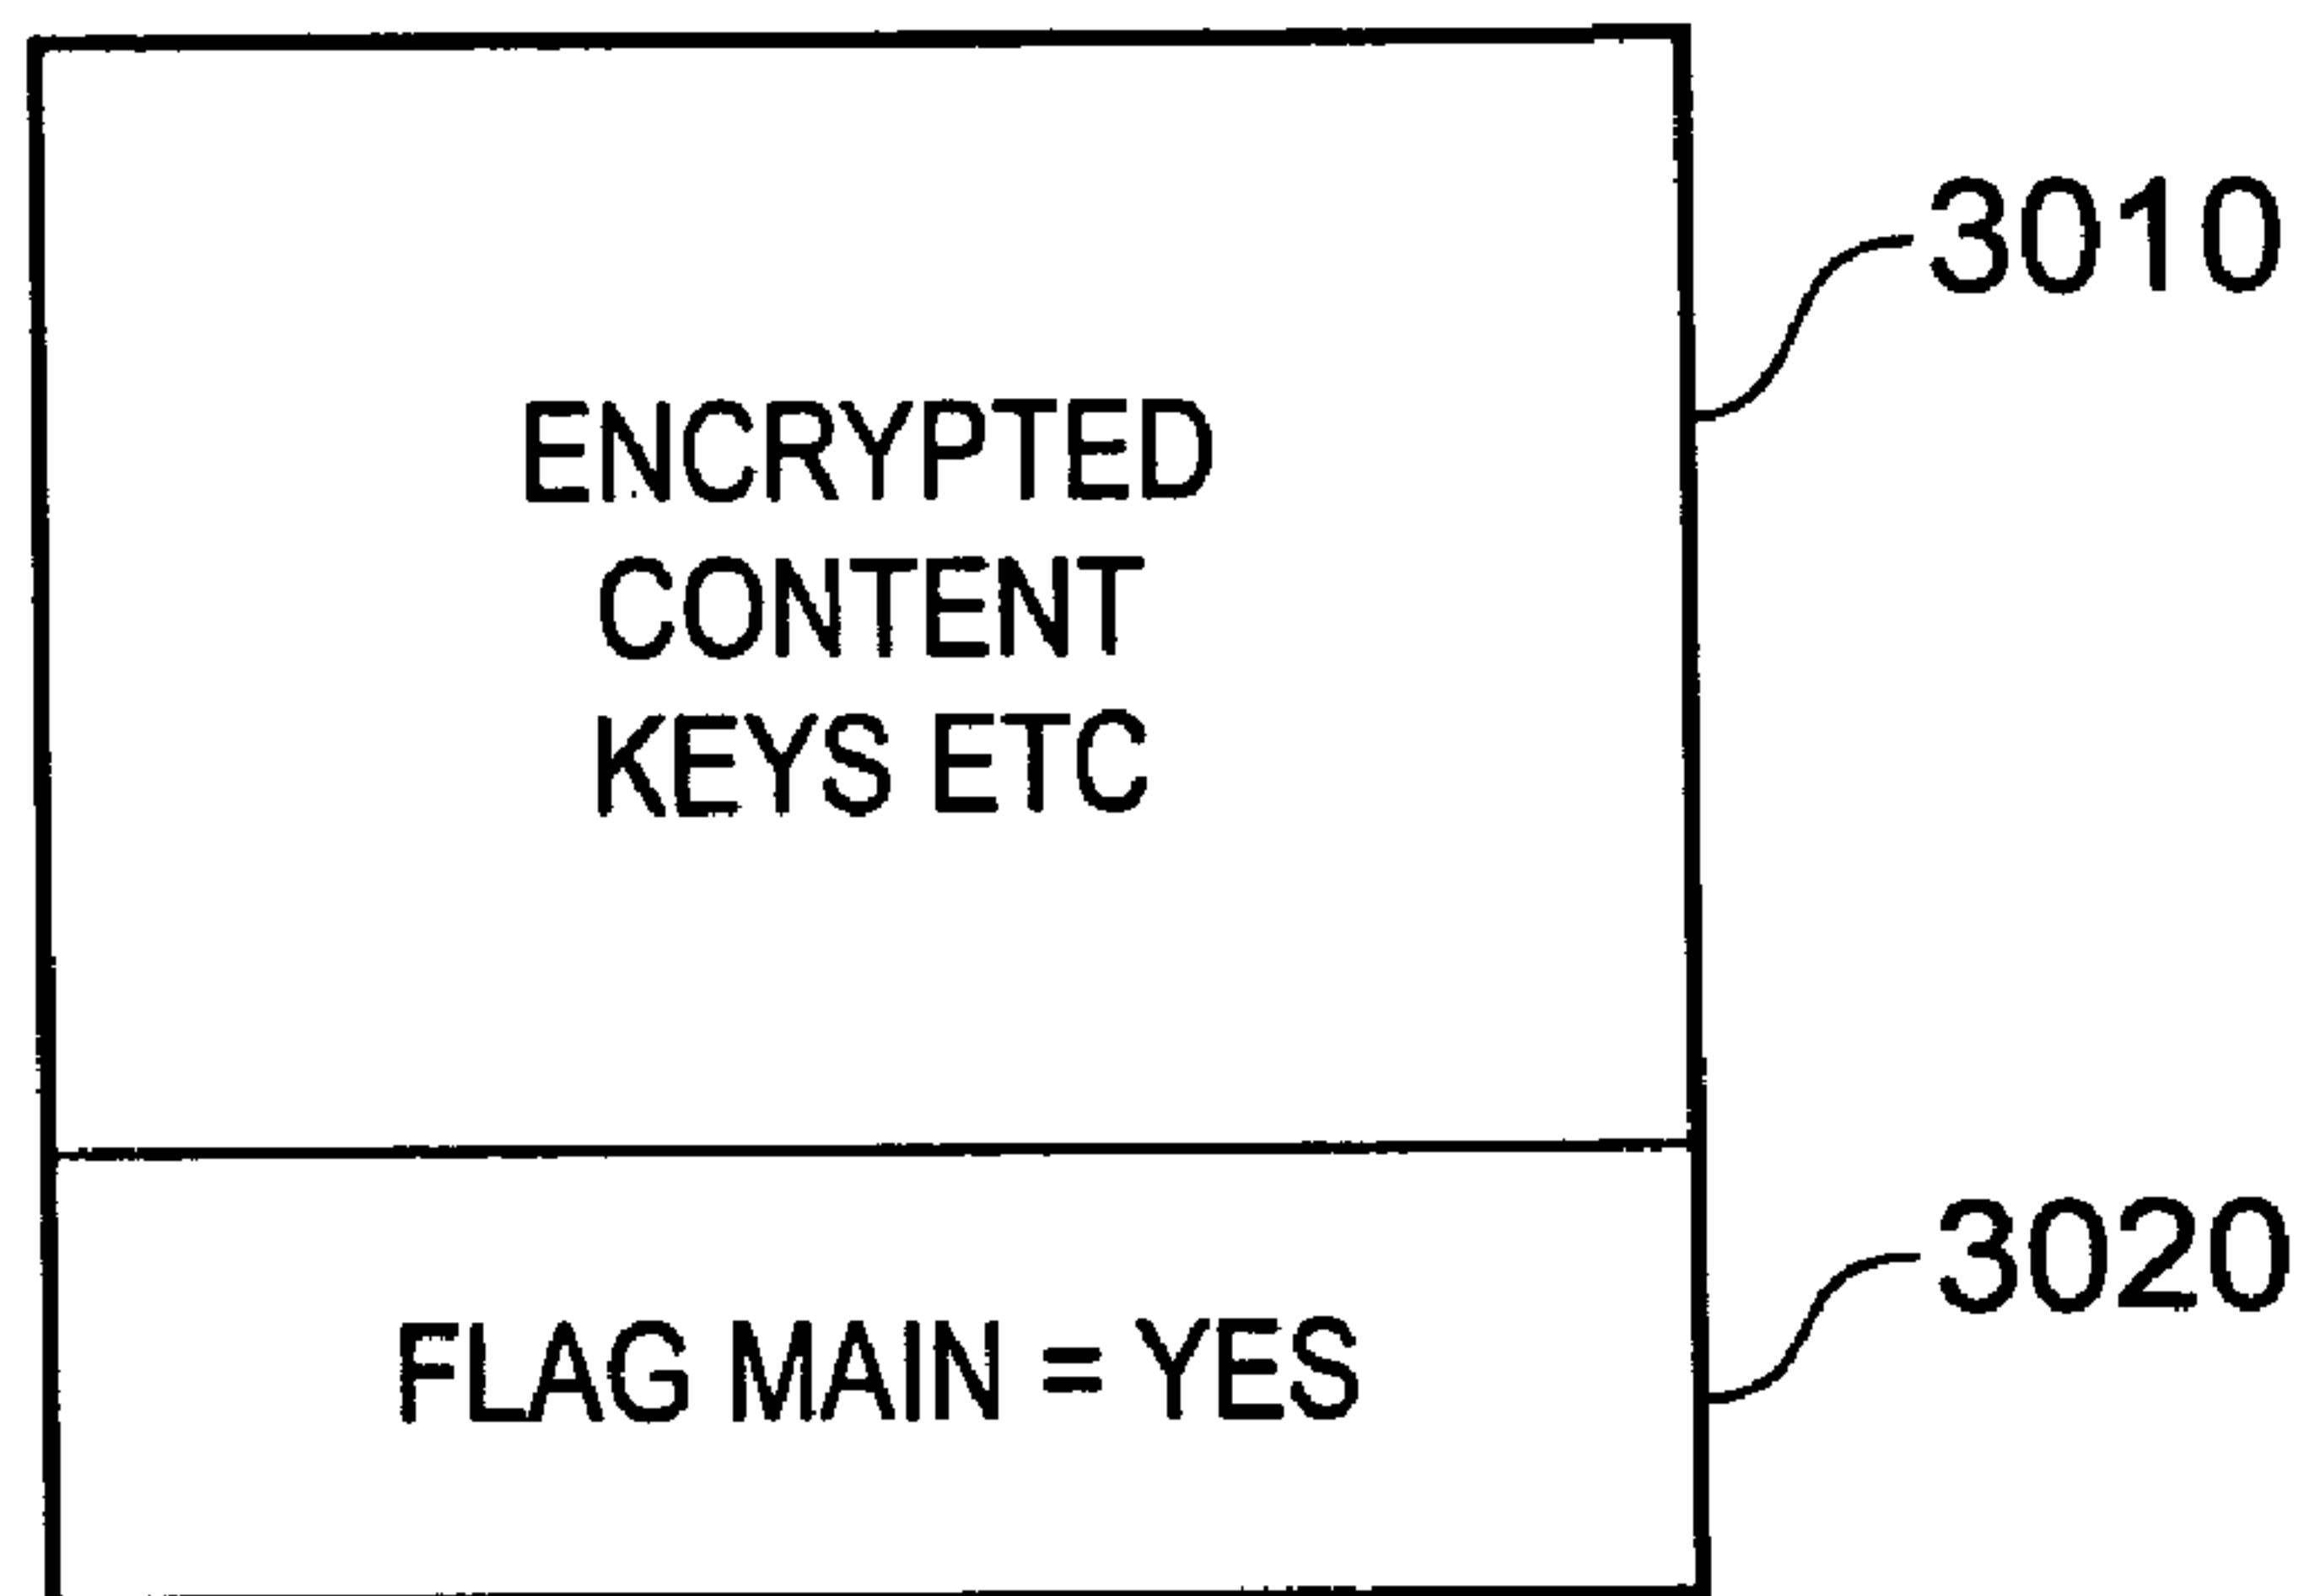 3010
ENCRYPTED
CONTENT
KEYS ETC
3020
FLAG MAIN = YES